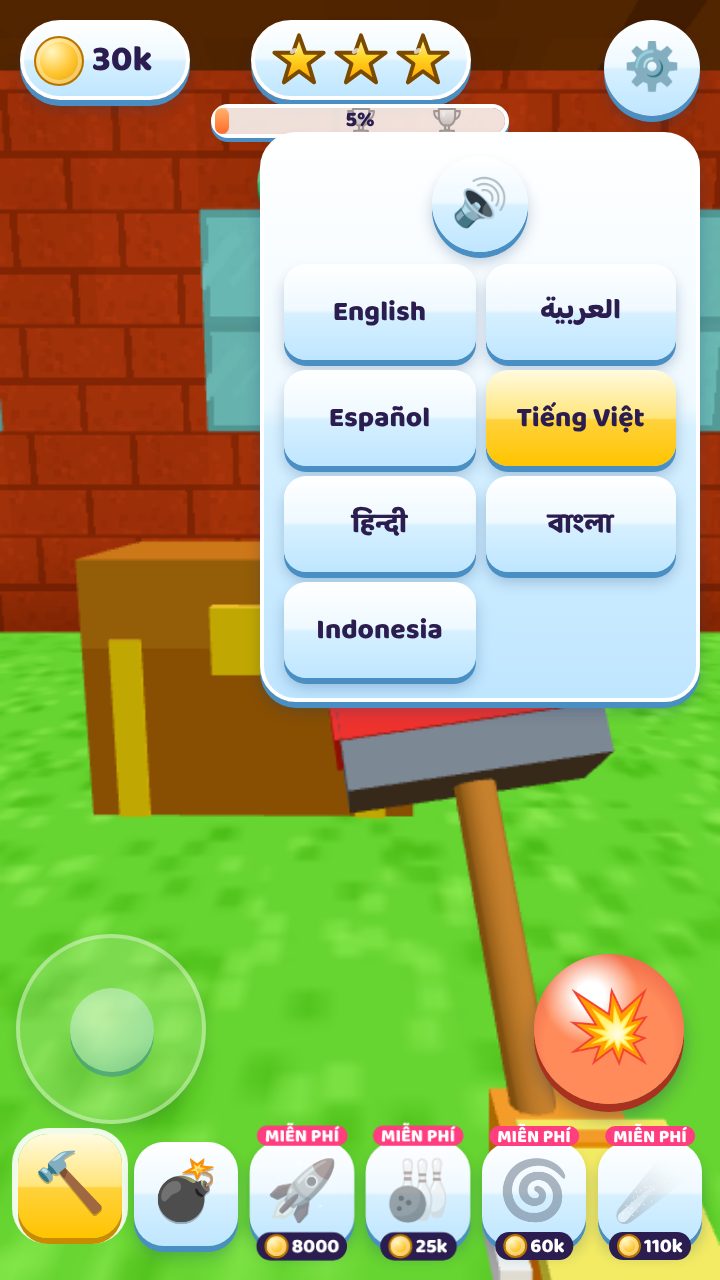 30k
5%
English
العربية
Español
Tiếng Việt
हिन्दी
বাংলা
Indonesia
MIỄN PHÍ
MIỄN PHÍ
MIỄN PHÍ
MIỄN PHÍ
8000
25k
60k
110k